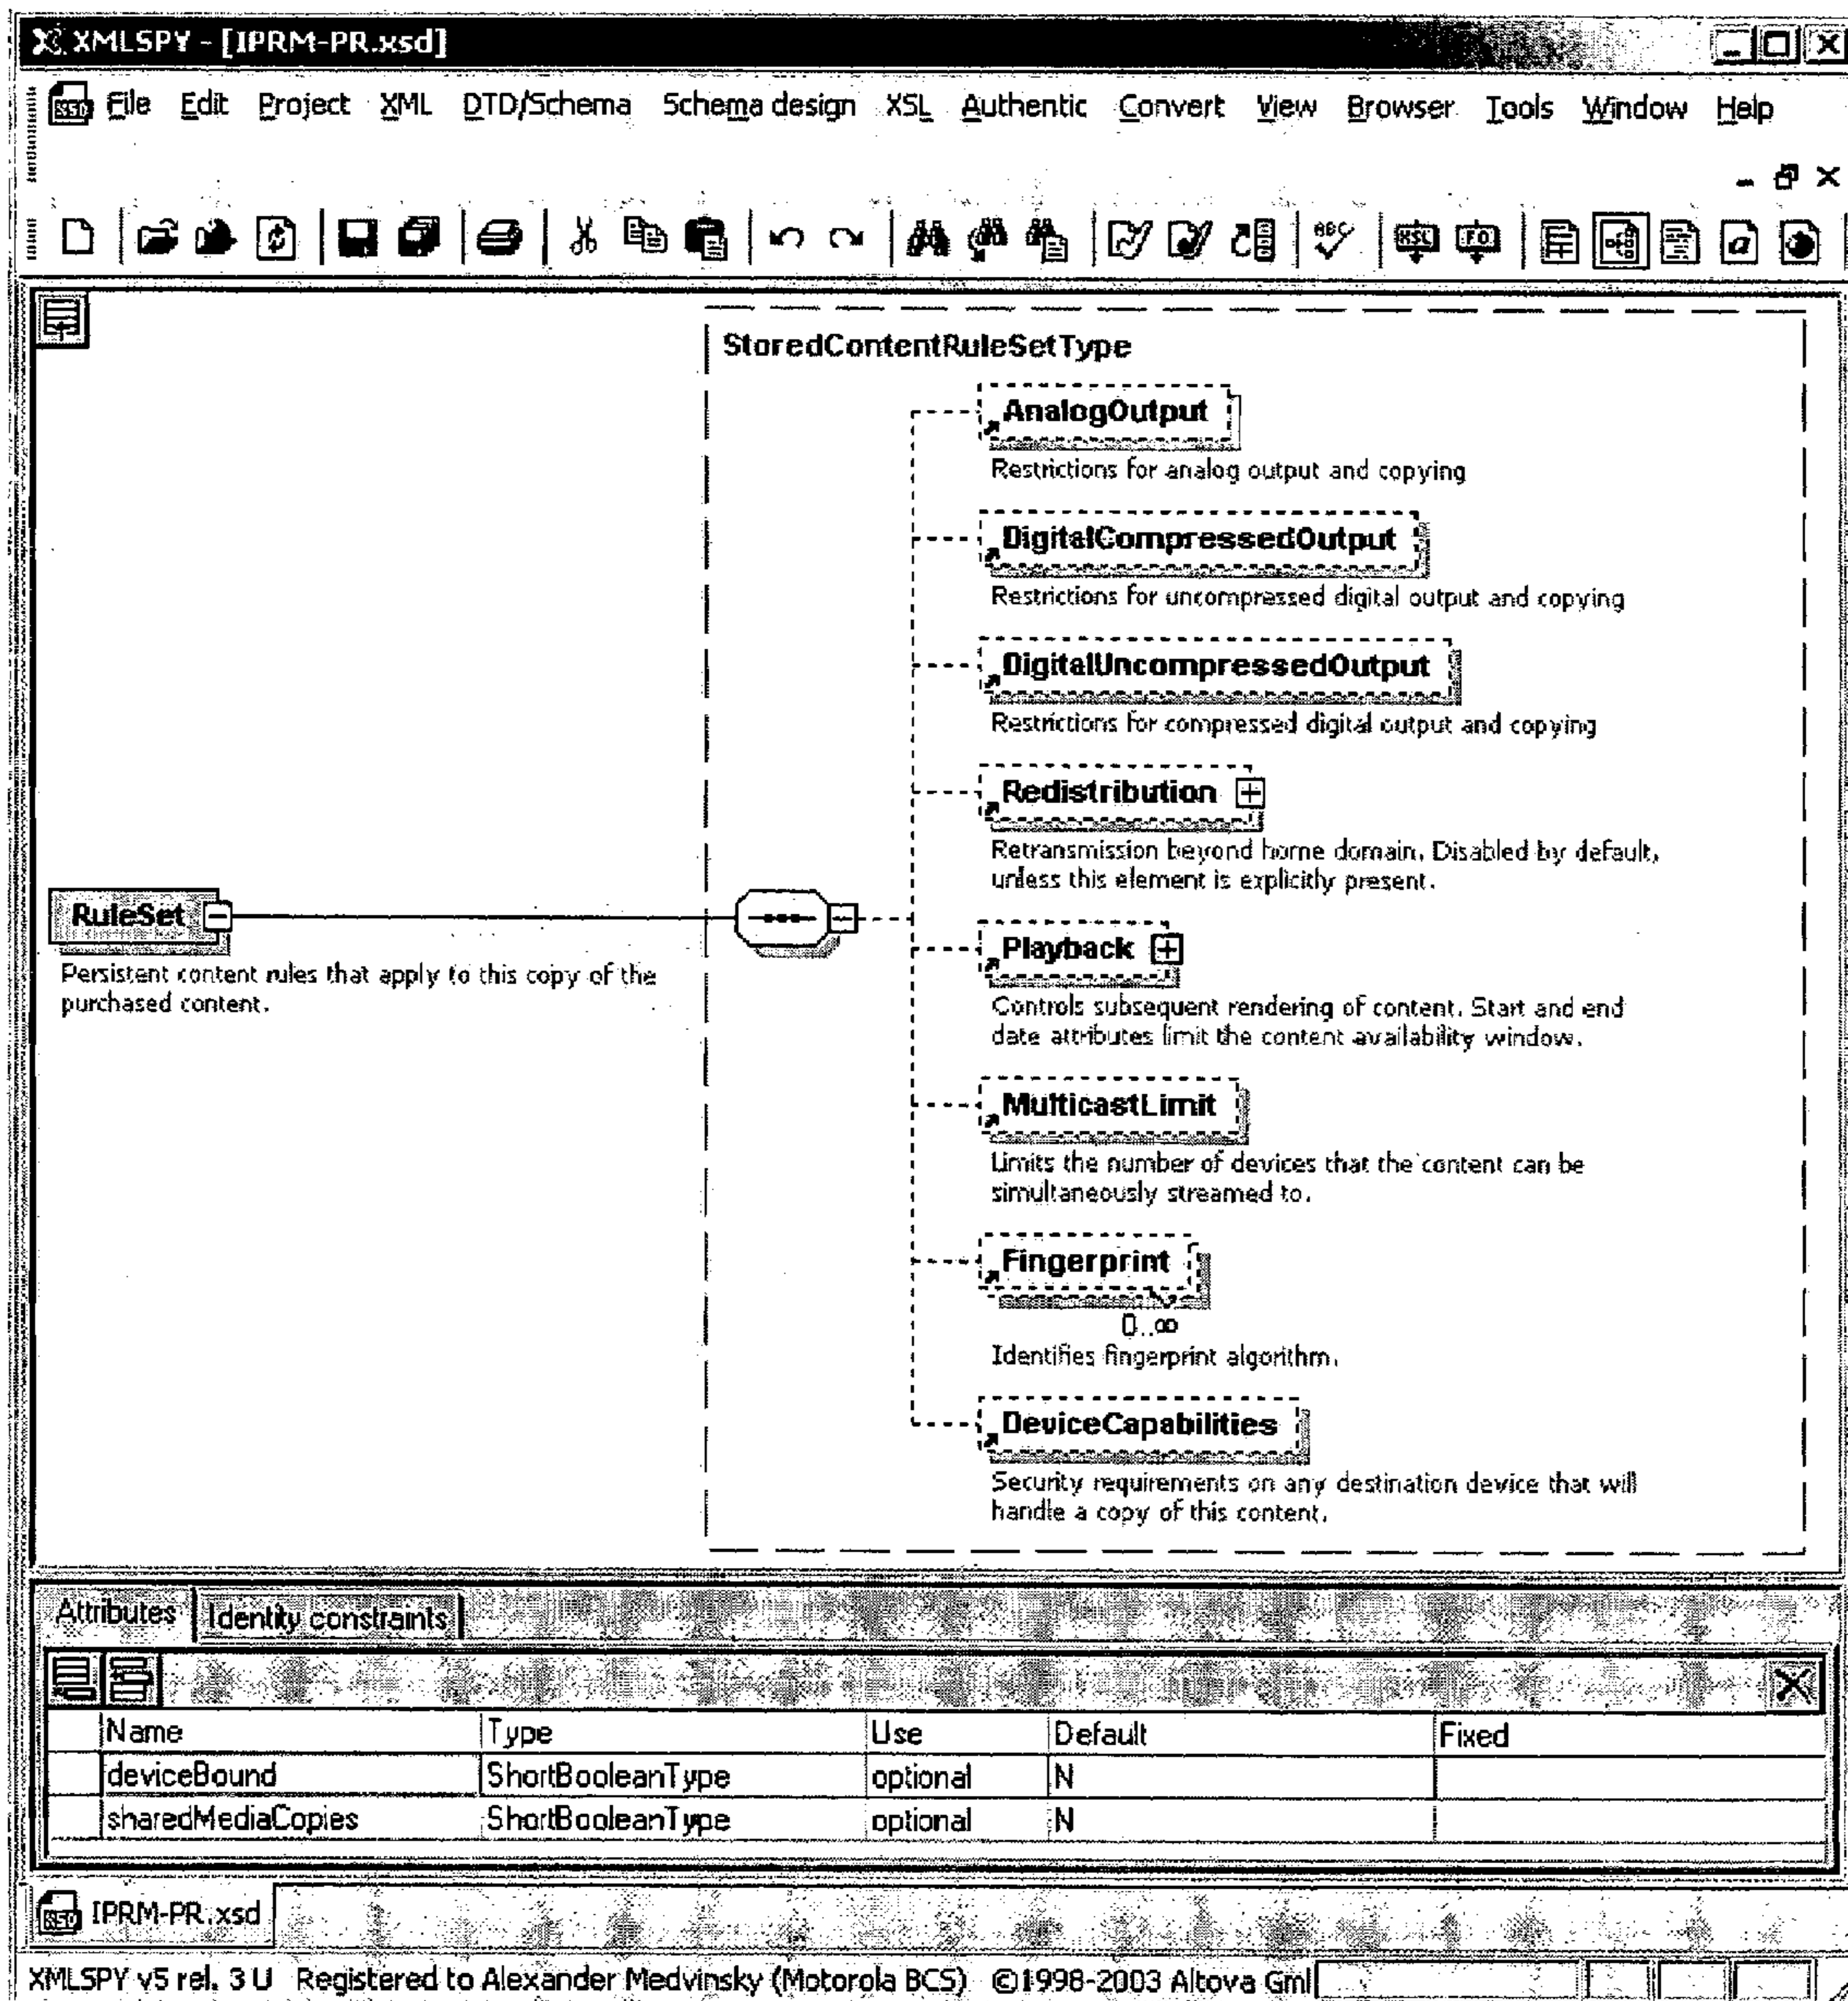 XMLSPY - [IPRM-PR.xsd]
File Edit Project XML DTD/Schema Schema design XSL Authentic Convert View Browser Tools Window Help
StoredContentRuleSetType
AnalogOutput
Restrictions for analog output and copying
DigitalCompressedOutput
Restrictions for uncompressed digital output and copying
DigitalUncompressedOutput
Restrictions for compressed digital output and copying
Redistribution
Retransmission beyond home domain. Disabled by default,
unless this element is explicitly present.
RuleSet
Persistent content rules that apply to this copy of the
purchased content.
Playback
Controls subsequent rendering of content. Start and end
date attributes limit the content availability window.
MulticastLimit
Limits the number of devices that the content can be
simultaneously streamed to.
Fingerprint
0..∞
Identifies fingerprint algorithm.
DeviceCapabilities
Security requirements on any destination device that will
handle a copy of this content.
Attributes Identity constraints
Name Type Use Default Fixed
deviceBound ShortBooleanType optional N
sharedMediaCopies ShortBooleanType optional N
IPRM-PR.xsd
XMLSPY v5 rel. 3 U Registered to Alexander Medvinsky (Motorola BCS) ©1998-2003 Altova Gml